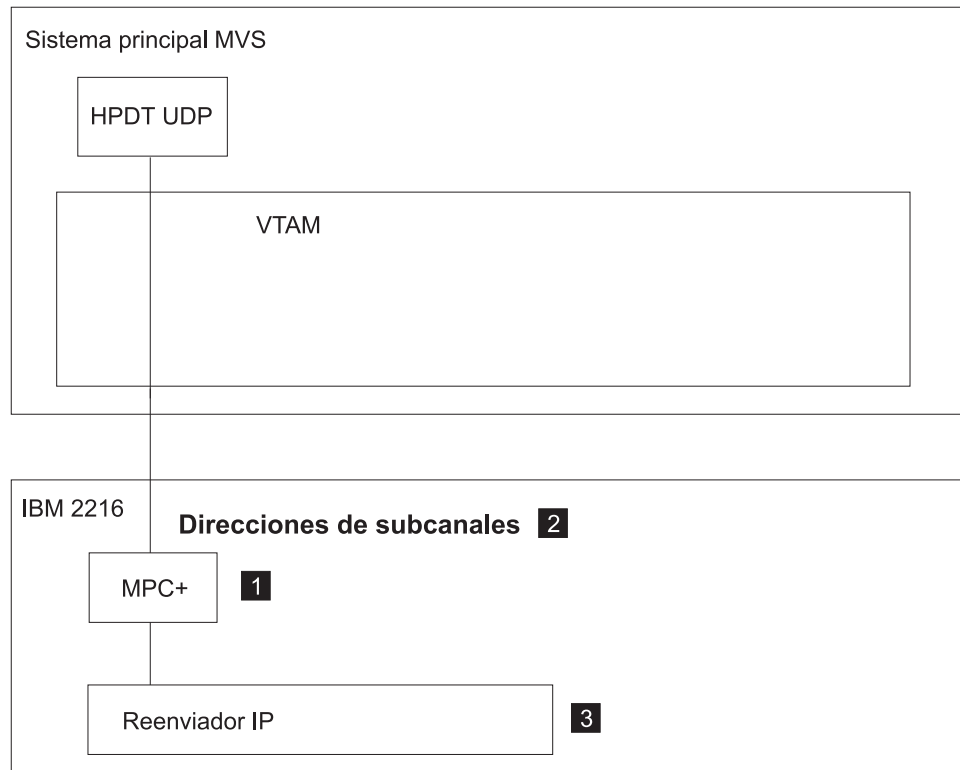 Sistema principal MVS
HPDT UDP
VTAM
IBM 2216
Direcciones de subcanales 2
MPC+ 1
Reenviador IP 3